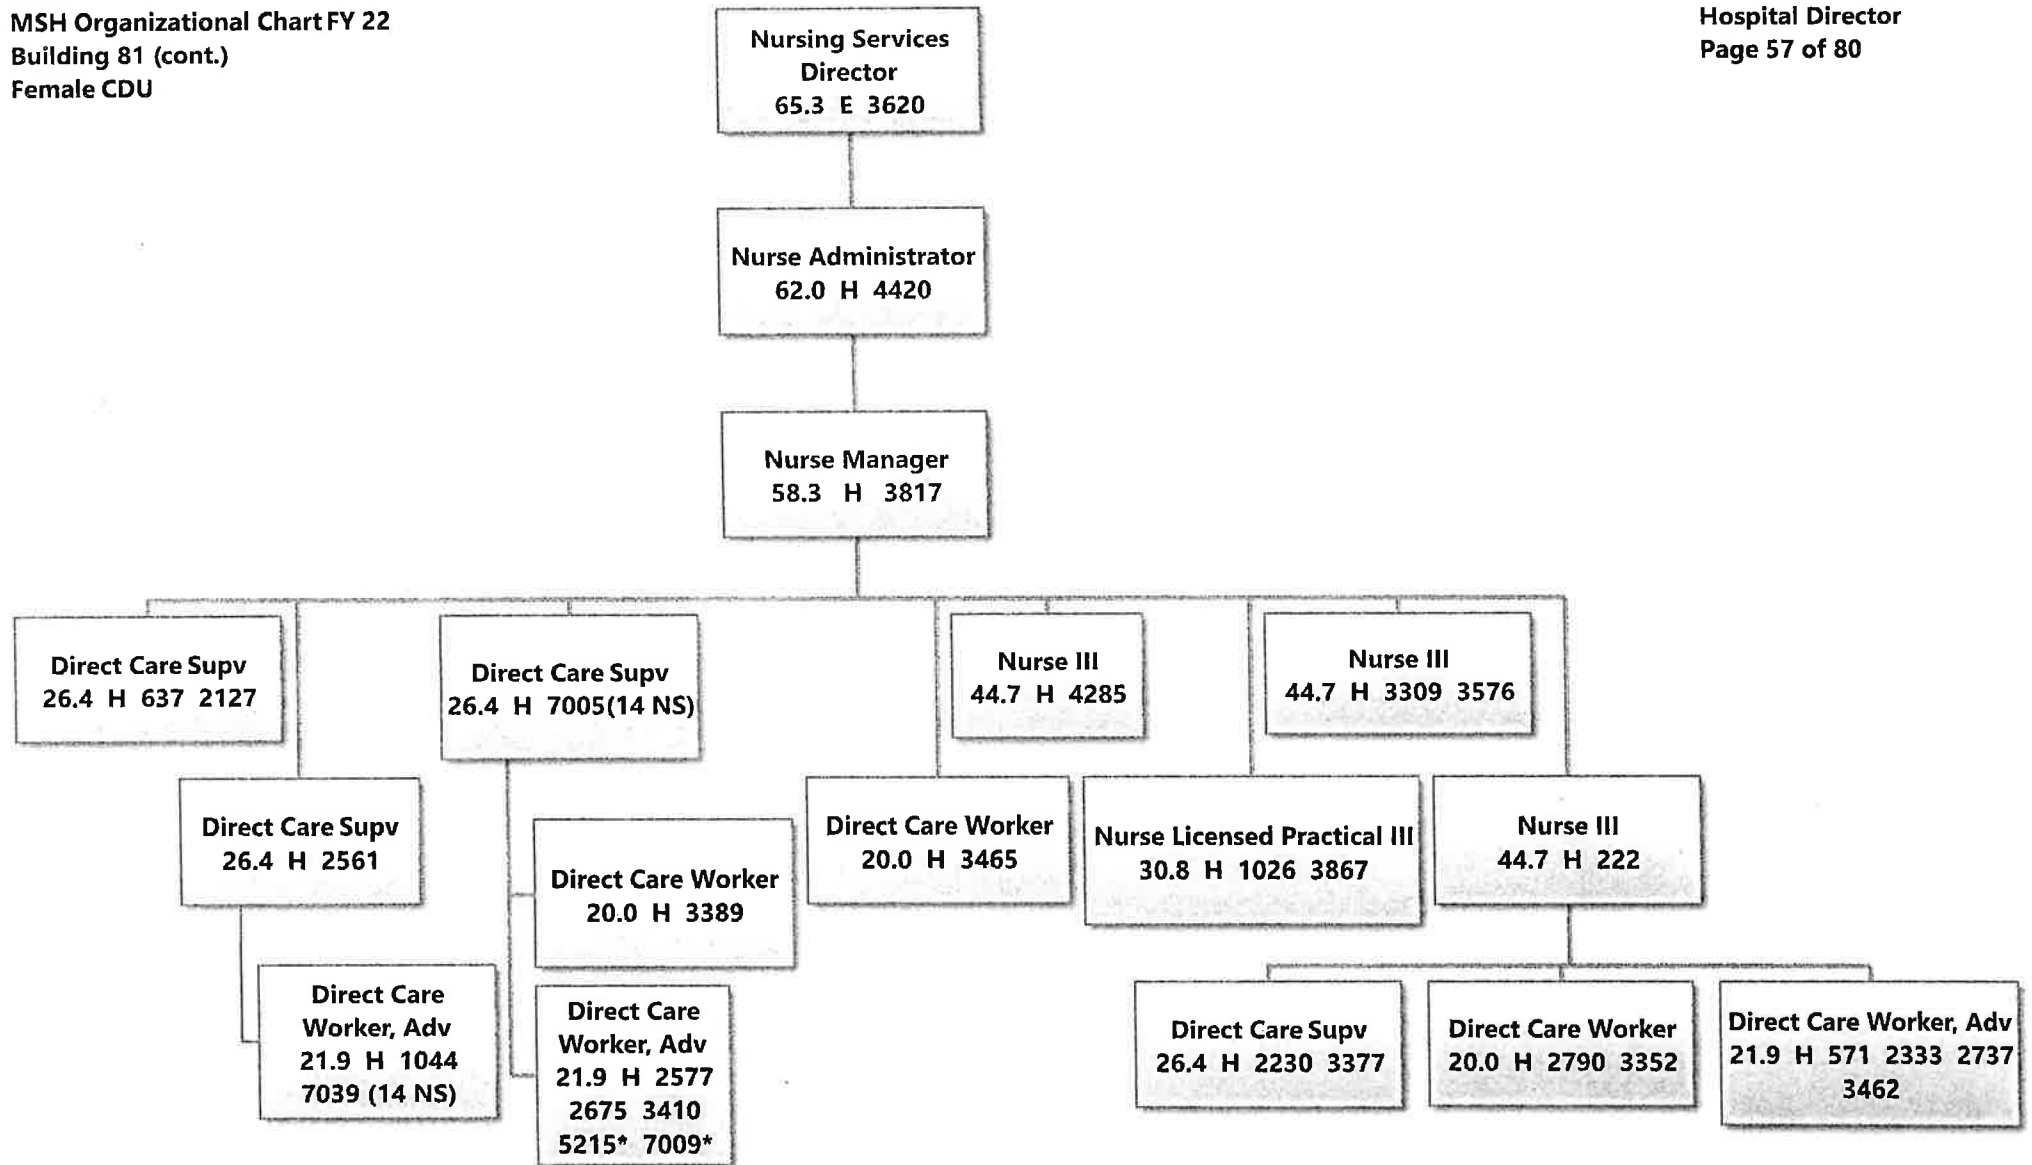 MSH Organizational Chart FY 22
Building 81 (cont.)
Female CDU
Hospital Director
Page 57 of 80
Nursing Services
Director
65.3 E 3620
Nurse Administrator
62.0 H 4420
Nurse Manager
58.3 H 3817
Direct Care Supv
26.4 H 637 2127
Direct Care Supv
26.4 H 7005(14 NS)
Nurse III
44.7 H 4285
Nurse III
44.7 H 3309 3576
Direct Care Supv
26.4 H 2561
Direct Care Worker
20.0 H 3389
Direct Care Worker
20.0 H 3465
Nurse Licensed Practical III
30.8 H 1026 3867
Nurse III
44.7 H 222
Direct Care
Worker, Adv
21.9 H 1044
7039 (14 NS)
Direct Care
Worker, Adv
21.9 H 2577
2675 3410
5215* 7009*
Direct Care Supv
26.4 H 2230 3377
Direct Care Worker
20.0 H 2790 3352
Direct Care Worker, Adv
21.9 H 571 2333 2737
3462